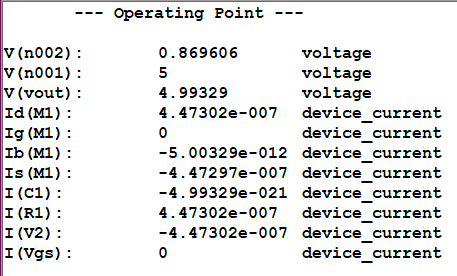 --- Operating Point ---
V(n002): 0.869606 voltage
V(n001): 5 voltage
V(vout): 4.99329 voltage
Id(M1): 4.47302e-007 device_current
Ig(M1): 0 device_current
Ib(M1): -5.00329e-012 device_current
Is(M1): -4.47297e-007 device_current
I(C1): -4.99329e-021 device_current
I(R1): 4.47302e-007 device_current
I(V2): -4.47302e-007 device_current
I(Vgs): 0 device_current